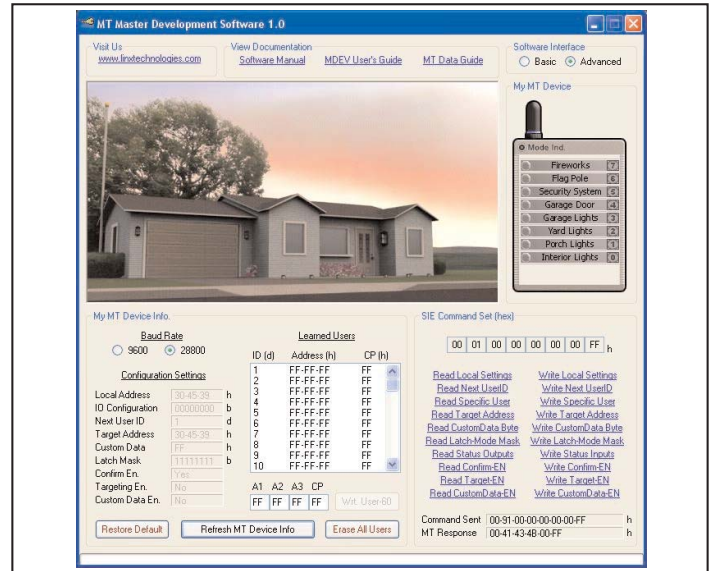 MT Master Development Software 1.0
Visit Us
www.linxtechnologies.com
View Documentation
Software Manual MDEV User's Guide MT Data Guide
Software Interface
Basic Advanced
My MT Device
Mode Ind.
Fireworks 7
Flag Pole 6
Security System 5
Garage Door 4
Garage Lights 3
Yard Lights 2
Porch Lights 1
Interior Lights 0
My MT Device Info.
Baud Rate
9600 28800
Configuration Settings
Local Address 30-45-39 h
IO Configuration 00000000 b
Next User ID 1 d
Target Address 30-45-39 h
Custom Data FF h
Latch Mask 11111111 b
Confirm En. Yes
Targeting En. No
Custom Data En. No
Learned Users
ID (d) Address (h) CP (h)
1 FF-FF-FF FF
2 FF-FF-FF FF
3 FF-FF-FF FF
4 FF-FF-FF FF
5 FF-FF-FF FF
6 FF-FF-FF FF
7 FF-FF-FF FF
8 FF-FF-FF FF
9 FF-FF-FF FF
10 FF-FF-FF FF
A1 A2 A3 CP
FF FF FF FF Wrt. User-60
Restore Default Refresh MT Device Info Erase All Users
SIE Command Set (hex)
00 01 00 00 00 00 00 FF h
Read Local Settings Write Local Settings
Read Next UserID Write Next UserID
Read Specific User Write Specific User
Read Target Address Write Target Address
Read CustomData Byte Write CustomData Byte
Read Latch-Mode Mask Write Latch-Mode Mask
Read Status Outputs Write Status Inputs
Read Confirm-EN Write Confirm-EN
Read Target-EN Write Target-EN
Read CustomData-EN Write CustomData-EN
Command Sent 00-91-00-00-00-00-00-FF h
MT Response 00-41-43-4B-00-FF h